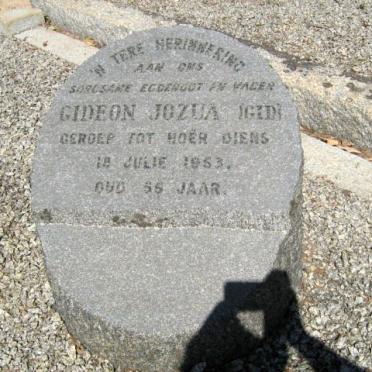 'N TERE HERINNERING
AAN ONS
SORGSAME EGGENOOT EN VADER
GIDEON JOZUA (GID)
GEROEP TOT HOËR DIENS
18 JULIE 1953.
OUD 56 JAAR.